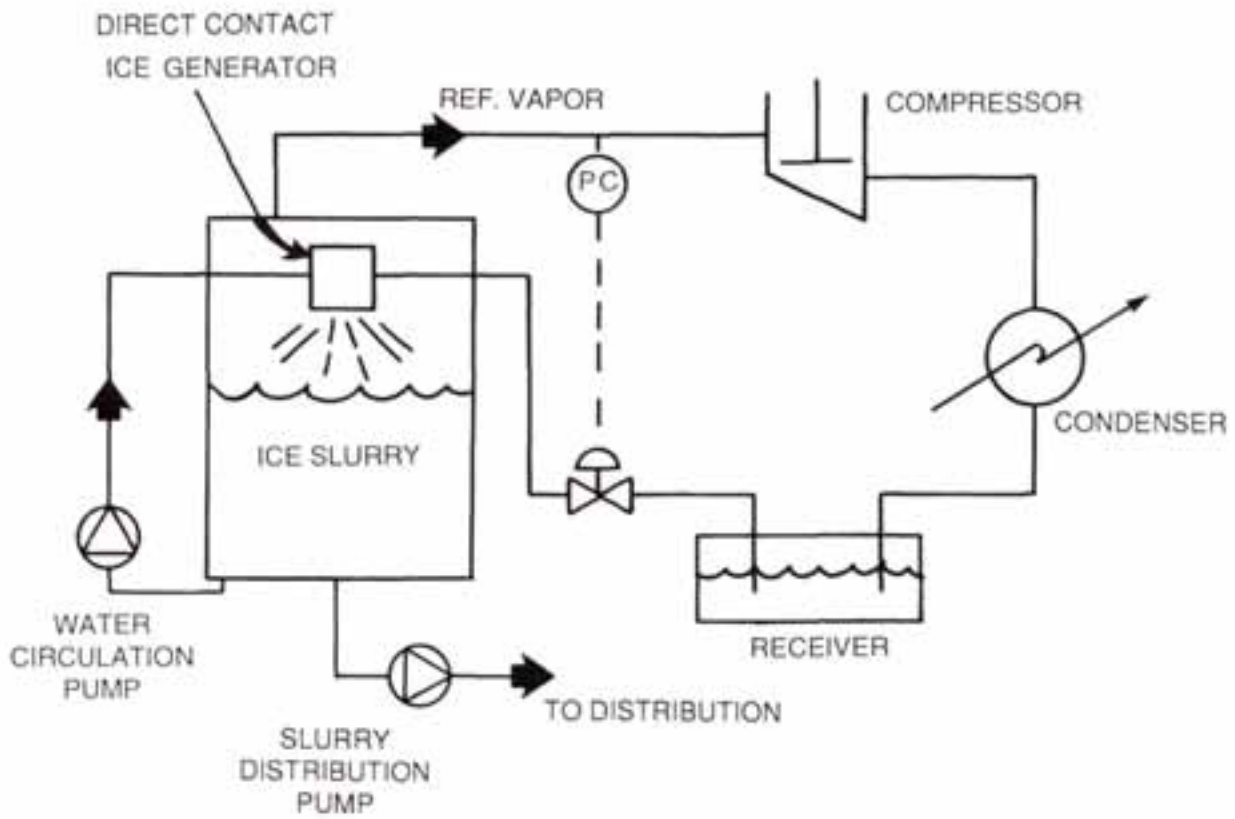 DIRECT CONTACT
ICE GENERATOR
REF. VAPOR
COMPRESSOR
PC
CONDENSER
ICE SLURRY
WATER
CIRCULATION
PUMP
RECEIVER
TO DISTRIBUTION
SLURRY
DISTRIBUTION
PUMP